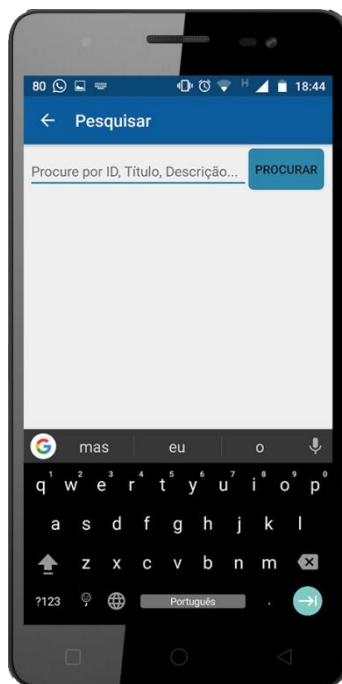 80 H 18:44
Pesquisar
Procure por ID, Título, Descrição... PROCURAR
G mas eu o
1 2 3 4 5 6 7 8 9 0
q w e r t y u i o p
a s d f g h j k l
z x c v b n m
?123 Português .